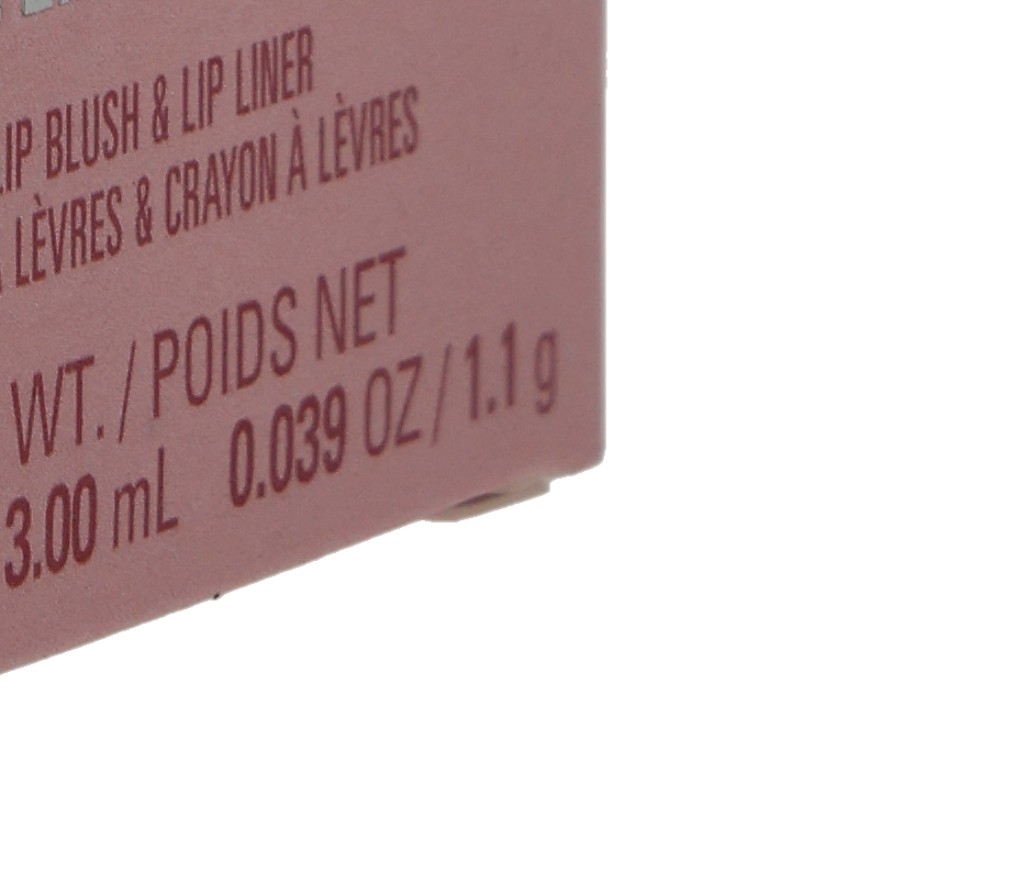 LIP BLUSH & LIP LINER
LÈVRES & CRAYON À LÈVRES
WT. / POIDS NET
3.00 mL 0.039 OZ / 1.1 g